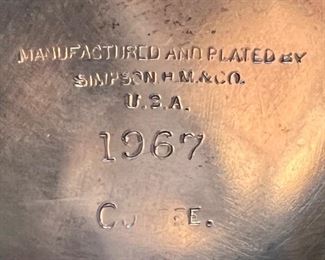 MANUFACTURED AND PLATED BY
SIMPSON H.M.&CO.
U.S.A.
1967